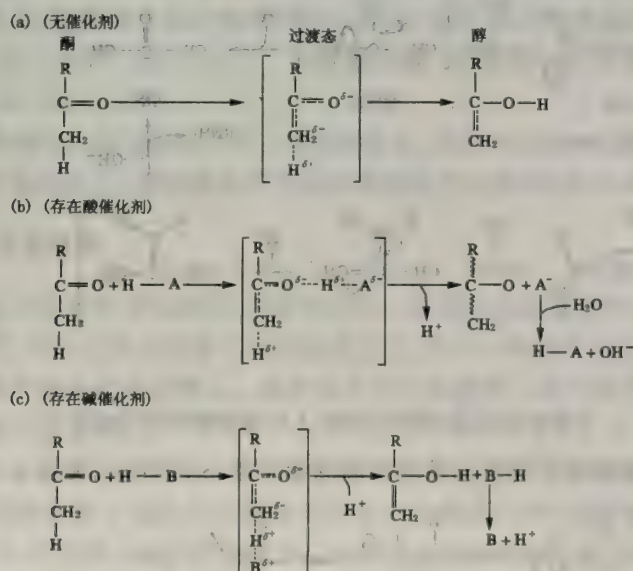 (a) (无催化剂)
酮 过渡态 醇
R R R
C=O C=O^δ- C-O-H
CH₂ CH₂^δ- CH₂
H H^δ+
(b) (存在酸催化剂)
R R R
C=O + H-A C=O^δ- H^δ+ A^δ- C-O + A⁻
CH₂ CH₂ CH₂ H₂O
H H^δ+ H⁺ H-A + OH⁻
(c) (存在碱催化剂)
R R R
C=O + H-B C=O^δ- C-O-H + B-H
CH₂ CH₂^δ- H⁺ CH₂
H H^δ+ B + H⁺
B^δ+